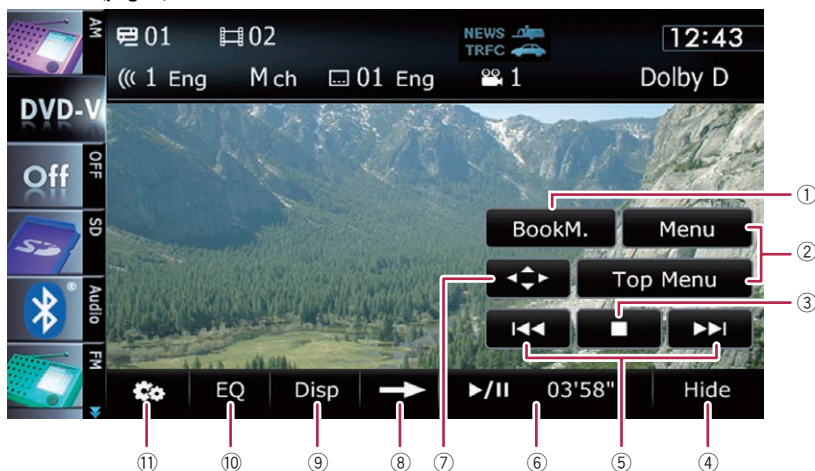 AM
01 02 NEWS TRFC 12:43
1 Eng M ch 01 Eng 1 Dolby D
DVD-V
Off OFF
①
BookM. Menu
②
SD
Top Menu
③
® Audio
FM
EQ Disp ▶/II 03'58" Hide
⑪ ⑩ ⑨ ⑧ ⑦ ⑥ ⑤ ④